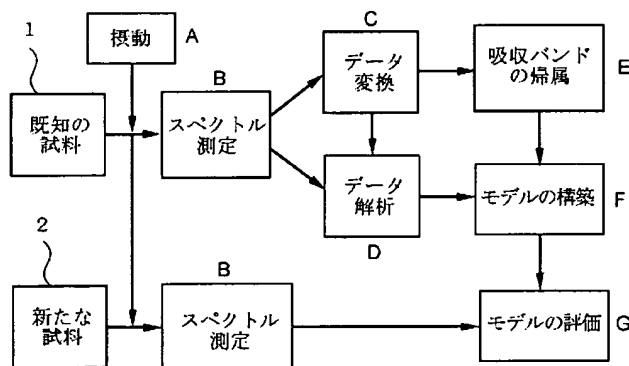 1
摂動
A
既知の
試料
B
スペクトル
測定
C
データ
変換
吸収バンド
の帰属
E
データ
解析
D
モデルの構築
F
2
新たな
試料
B
スペクトル
測定
モデルの評価
G